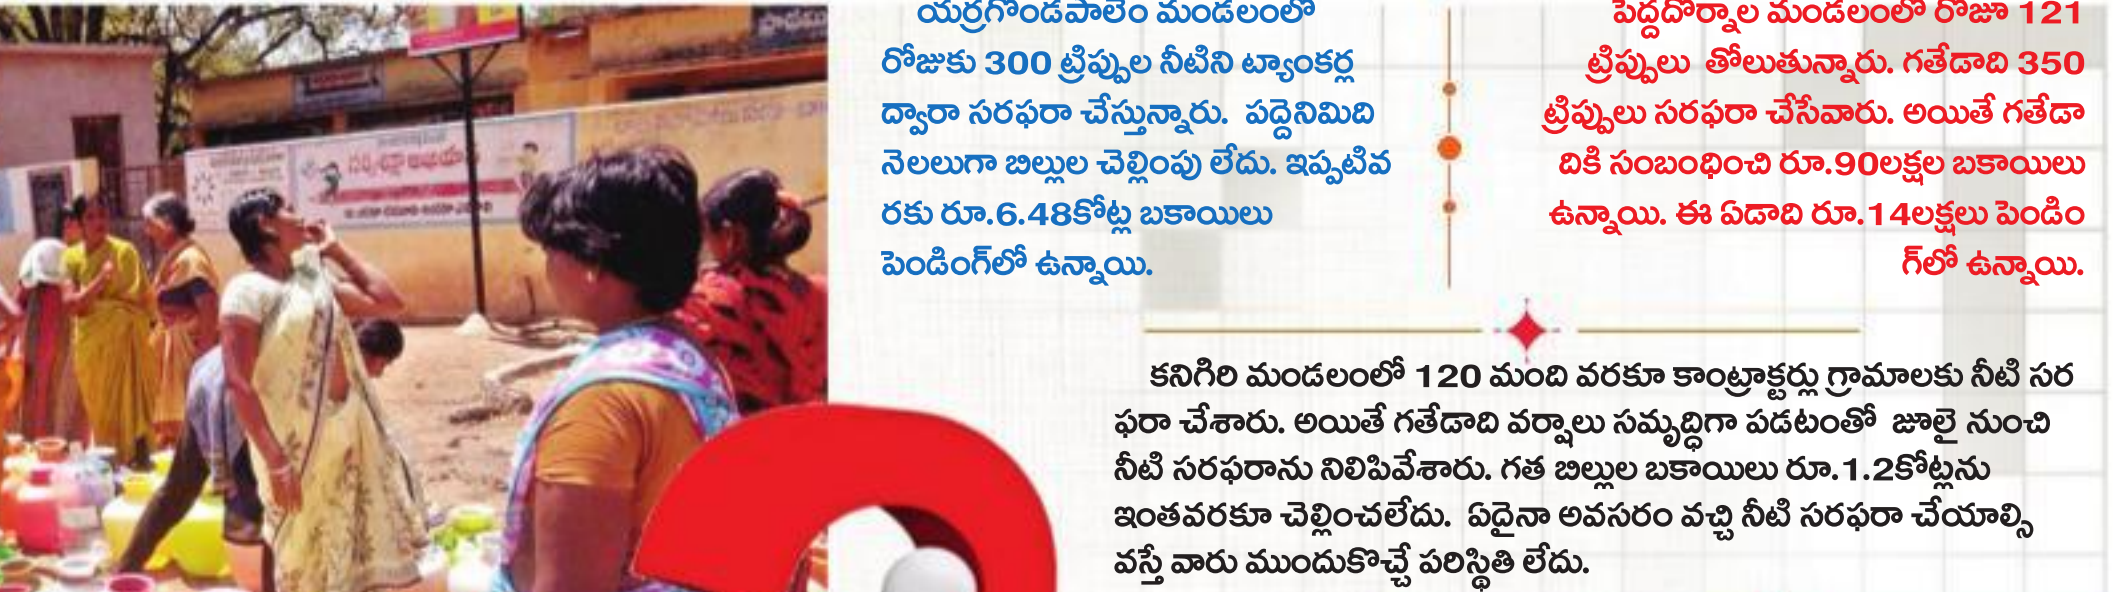 యర్రగొండపాలెం మండలంలో
రోజుకు 300 ట్రిప్పుల నీటిని ట్యాంకర్ల
ద్వారా సరఫరా చేస్తున్నారు. పద్దెనిమిది
నెలలుగా బిల్లుల చెల్లింపు లేదు. ఇప్పటివ
రకు రూ.6.48కోట్ల బకాయిలు
పెండింగ్‌లో ఉన్నాయి.
పెద్దదోర్నాల మండలంలో రోజూ 121
ట్రిప్పులు తోలుతున్నారు. గతేడాది 350
ట్రిప్పులు సరఫరా చేసేవారు. అయితే గతేడా
దికి సంబంధించి రూ.90లక్షల బకాయిలు
ఉన్నాయి. ఈ ఏడాది రూ.14లక్షలు పెండిం
గ్‌లో ఉన్నాయి.
కనిగిరి మండలంలో 120 మంది వరకూ కాంట్రాక్టర్లు గ్రామాలకు నీటి సర
ఫరా చేశారు. అయితే గతేడాది వర్షాలు సమృద్ధిగా పడటంతో జూలై నుంచి
నీటి సరఫరాను నిలిపివేశారు. గత బిల్లుల బకాయిలు రూ.1.2కోట్లను
ఇంతవరకూ చెల్లించలేదు. ఏదైనా అవసరం వచ్చి నీటి సరఫరా చేయాల్సి
వస్తే వారు ముందుకొచ్చే పరిస్థితి లేదు.